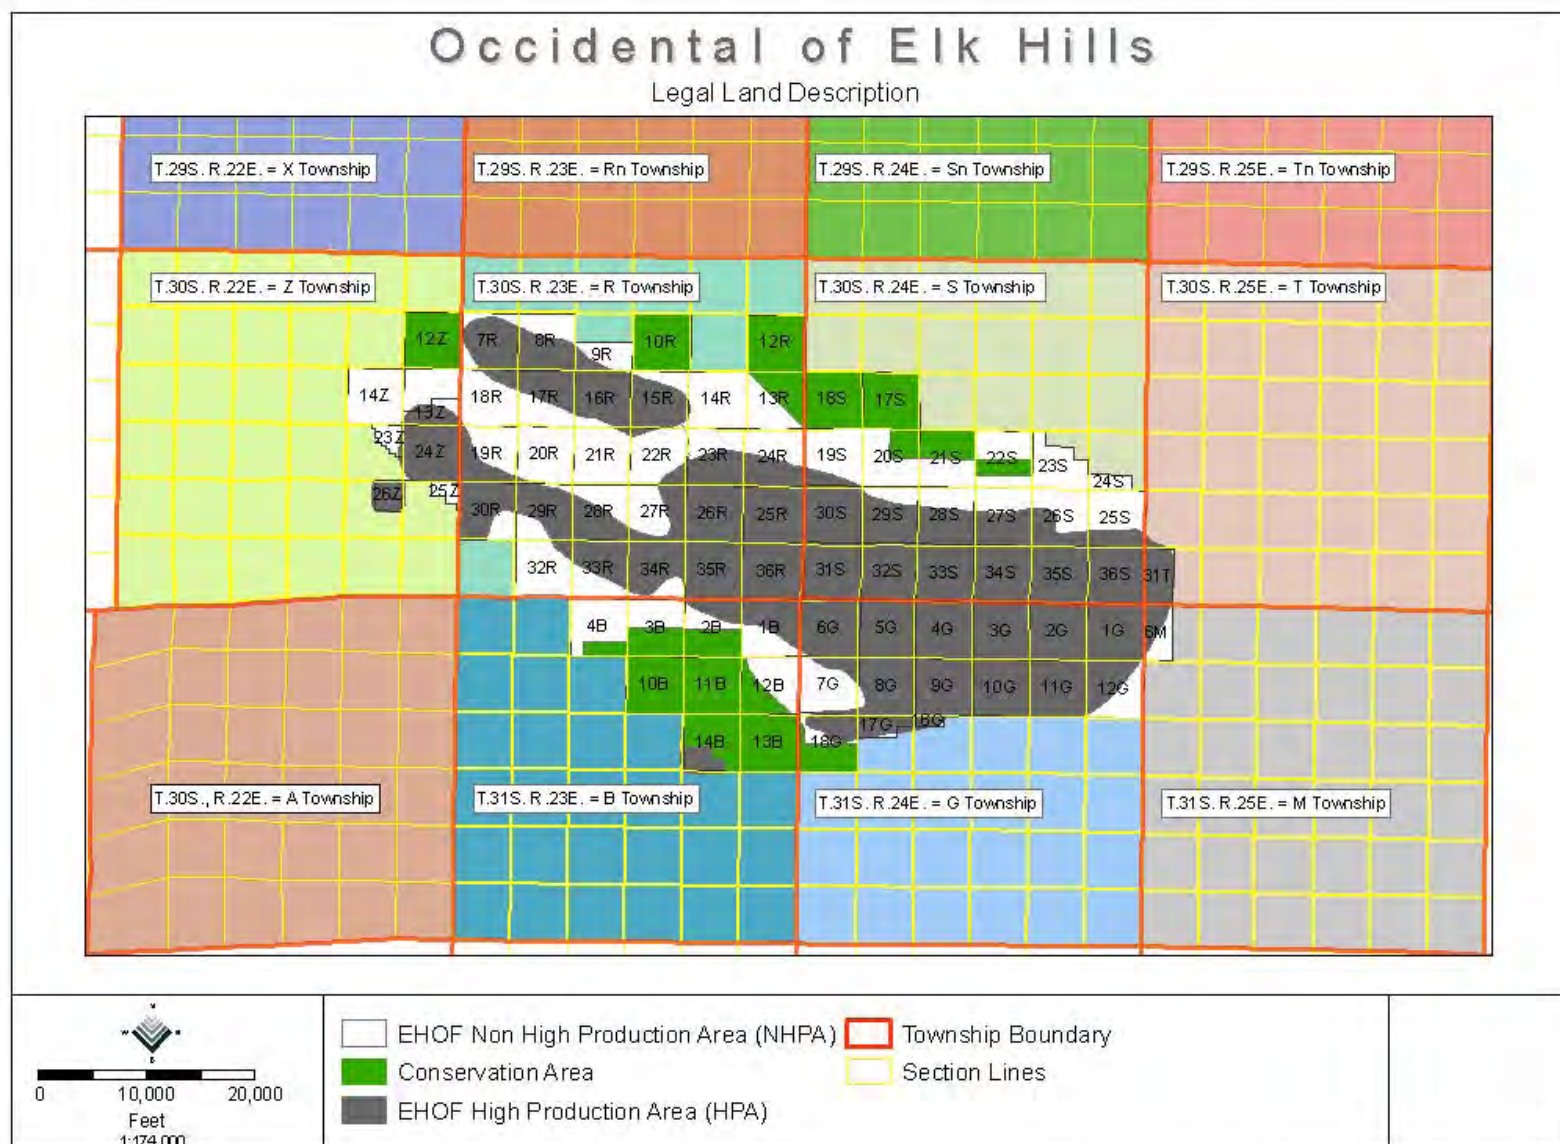 Occidental of Elk Hills
Legal Land Description
T.29S. R.22E. = X Township
T.29S. R.23E. = Rn Township
T.29S. R.24E. = Sn Township
T.29S. R.25E. = Tn Township
T.30S. R.22E. = Z Township
T.30S. R.23E. = R Township
T.30S. R.24E. = S Township
T.30S. R.25E. = T Township
12Z 7R 8R 9R 10R 12R
14Z 13Z 18R 17R 16R 15R 14R 13R 18S 17S
23Z 24Z 19R 20R 21R 22R 23R 24R 19S 20S 21S 22S 23S 24S
26Z 25Z 30R 29R 28R 27R 26R 25R 30S 29S 28S 27S 26S 25S
32R 33R 34R 35R 36R 31S 32S 33S 34S 35S 36S 31T
4B 3B 2B 1B 6G 5G 4G 3G 2G 1G 6M
10B 11B 12B 7G 8G 9G 10G 11G 12G
14B 13B 18G 17G 16G
T.30S., R.22E. = A Township
T.31S. R.23E. = B Township
T.31S. R.24E. = G Township
T.31S. R.25E. = M Township
0 10,000 20,000
Feet
1:174,000
EHOF Non High Production Area (NHPA)
Conservation Area
EHOF High Production Area (HPA)
Township Boundary
Section Lines